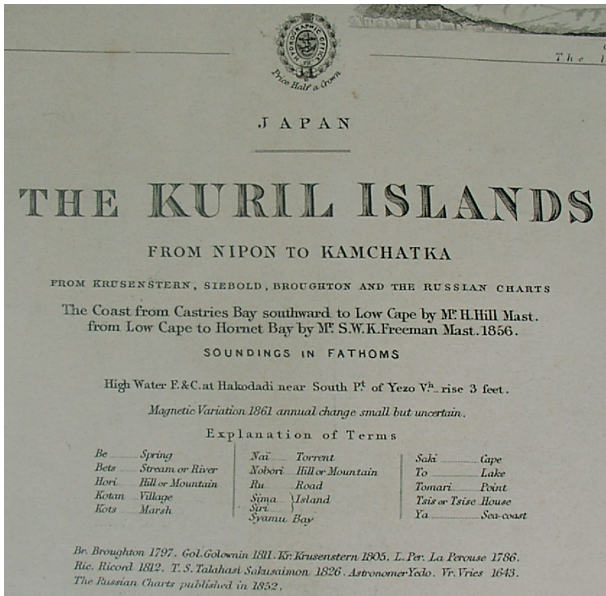 HYDROGRAPHIC OFFICE
Price Half a Crown
The
JAPAN
THE KURIL ISLANDS
FROM NIPON TO KAMCHATKA
FROM KRUSENSTERN, SIEBOLD, BROUGHTON AND THE RUSSIAN CHARTS
The Coast from Castries Bay southward to Low Cape by Mr. H. Hill Mast.
from Low Cape to Hornet Bay by Mr. S.W.K. Freeman Mast. 1856.
SOUNDINGS IN FATHOMS
High Water F. & C. at Hakodadi near South Pt. of Yezo Vh. rise 3 feet.
Magnetic Variation 1861 annual change small but uncertain.
Explanation of Terms
Be Spring
Bets Stream or River
Hori Hill or Mountain
Kotan Village
Kots Marsh
Naï Torrent
Nobori Hill or Mountain
Ru Road
Sima } Island
Siri
Syamu Bay
Saki Cape
To Lake
Tomari Point
Tsis or Tsise House
Ya Sea-coast
Br. Broughton 1797. Gol. Golownin 1811. Kr. Krusenstern 1805. L. Per. La Perouse 1786.
Ric. Ricord 1812. T. S. Talahasi Sakusaimon 1826. Astronomer Yedo. Vr. Vries 1643.
The Russian Charts published in 1852.